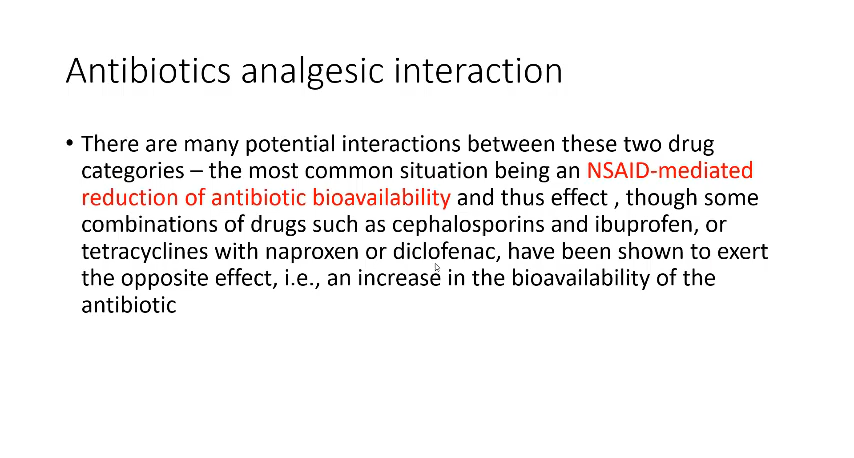 Antibiotics analgesic interaction
• There are many potential interactions between these two drug
categories – the most common situation being an NSAID-mediated
reduction of antibiotic bioavailability and thus effect , though some
combinations of drugs such as cephalosporins and ibuprofen, or
tetracyclines with naproxen or diclofenac, have been shown to exert
the opposite effect, i.e., an increase in the bioavailability of the
antibiotic